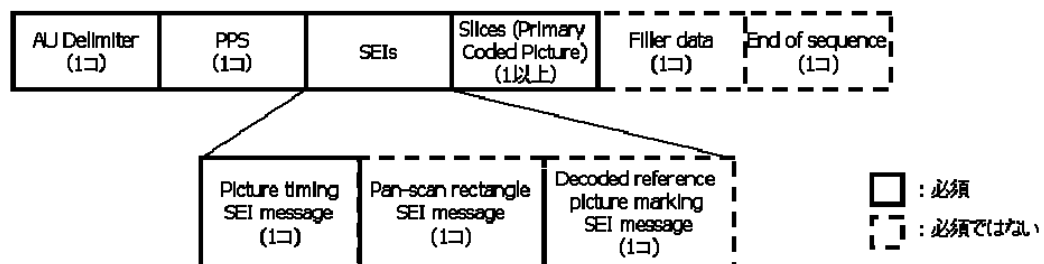 AU Delimiter
(1コ)
PPS
(1コ)
SEIs
Slices (Primary
Coded Picture)
(1以上)
Filler data
(1コ)
End of sequence
(1コ)
Picture timing
SEI message
(1コ)
Pan-scan rectangle
SEI message
(1コ)
Decoded reference
picture marking
SEI message
(1コ)
:必須
:必須ではない